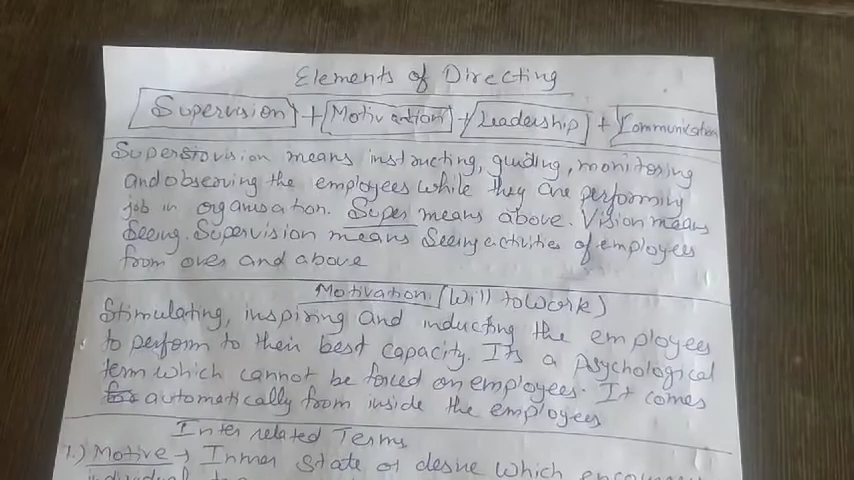 Elements of Directing
Supervision + Motivation + Leadership + Communication
Superstovision means instructing, guiding, monitoring
and observing the employees while they are performing
job in organisation. Super means above. Vision means
Seeing. Supervision means Seeing activities of employees
from over and above
Motivation (Will to Work)
Stimulating, inspiring and inducting the employees
to perform to their best capacity. Its a Psychological
term which cannot be forced on employees. It comes
automatically from inside the employees
Inter related Terms
1.) Motive → Inner State or desire which
individual